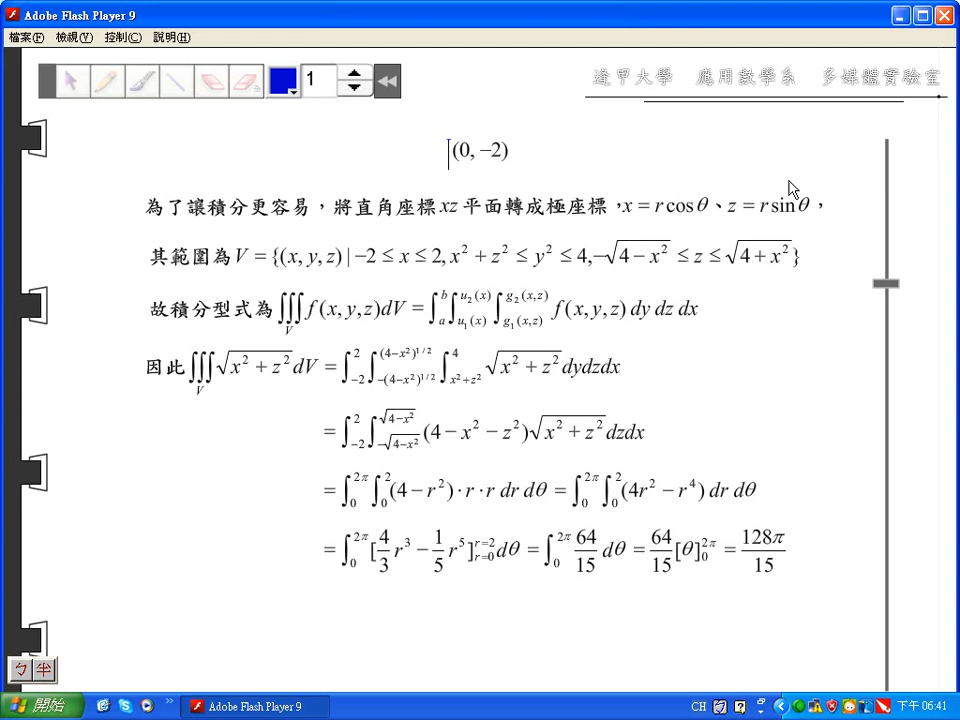 Adobe Flash Player 9
檔案(F) 檢視(V) 控制(C) 說明(H)
1
逢甲大學 應用數學系 多媒體實驗室
(0, −2)
為了讓積分更容易，將直角座標 xz 平面轉成極座標，x = r cos θ、z = r sin θ，
其範圍為 V = {(x, y, z) | −2 ≤ x ≤ 2, x² + z² ≤ y² ≤ 4, −√(4 − x²) ≤ z ≤ √(4 + x²)}
故積分型式為 ∭_V f(x, y, z)dV = ∫_a^b ∫_{u₁(x)}^{u₂(x)} ∫_{g₁(x,z)}^{g₂(x,z)} f(x, y, z) dy dz dx
因此 ∭_V √(x² + z²) dV = ∫_{−2}^{2} ∫_{−(4−x²)^{1/2}}^{(4−x²)^{1/2}} ∫_{x²+z²}^{4} √(x² + z²) dydzdx
= ∫_{−2}^{2} ∫_{−√(4−x²)}^{√(4−x²)} (4 − x² − z²)√(x² + z²) dzdx
= ∫_0^{2π} ∫_0^2 (4 − r²) · r · r dr dθ = ∫_0^{2π} ∫_0^2 (4r² − r⁴) dr dθ
= ∫_0^{2π} [4/3 r³ − 1/5 r⁵]_{r=0}^{r=2} dθ = ∫_0^{2π} 64/15 dθ = 64/15 [θ]_0^{2π} = 128π/15
ㄅ 半
開始 Adobe Flash Player 9 CH 下午 06:41